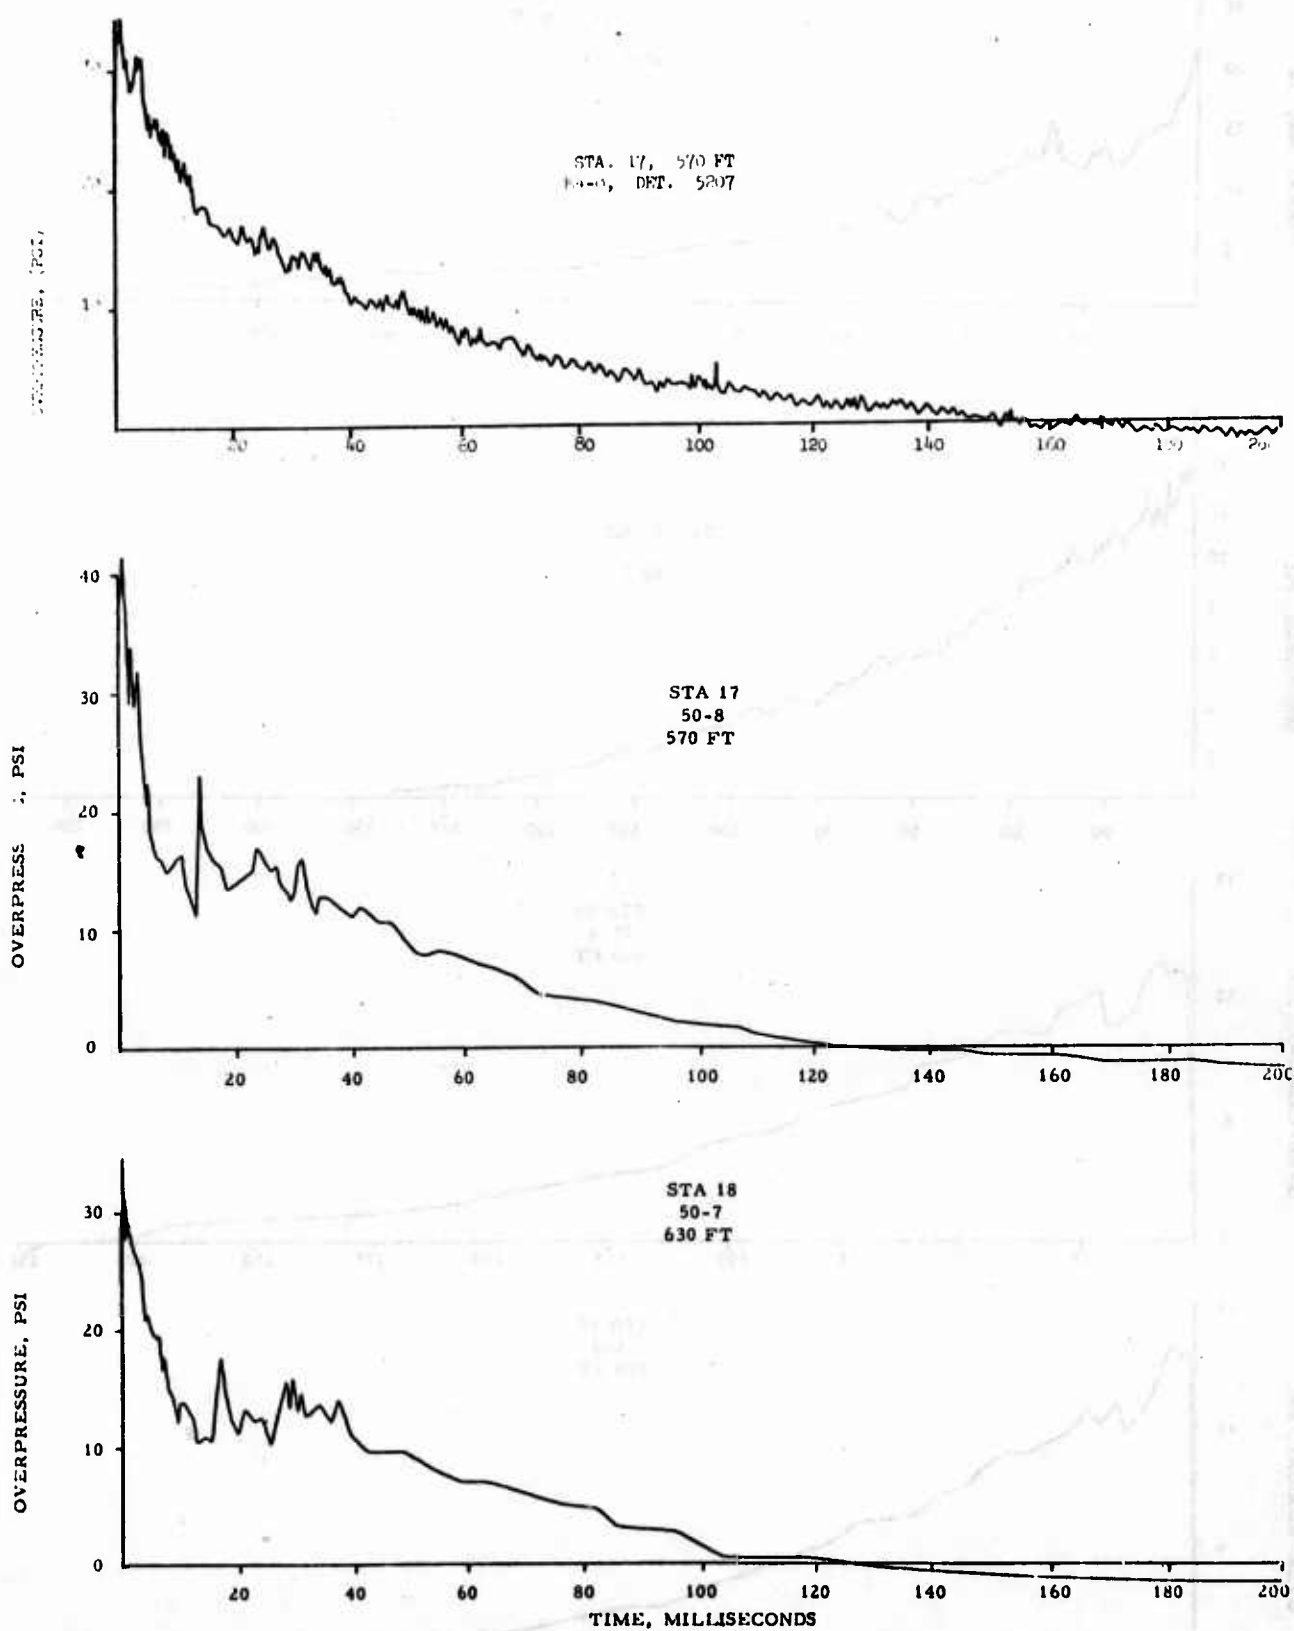 STA. 17, 570 FT
DET. 5207
(PSI)
20 40 60 80 100 120 140 160 180
40
30
20
10
0
OVERPRESS , PSI
STA 17
50-8
570 FT
20 40 60 80 100 120 140 160 180 200
30
20
10
0
OVERPRESSURE, PSI
STA 18
50-7
630 FT
20 40 60 80 100 120 140 160 180 200
TIME, MILLISECONDS